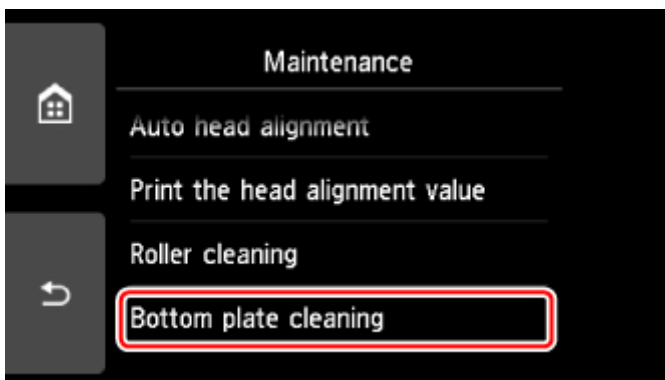 Maintenance
Auto head alignment
Print the head alignment value
Roller cleaning
Bottom plate cleaning